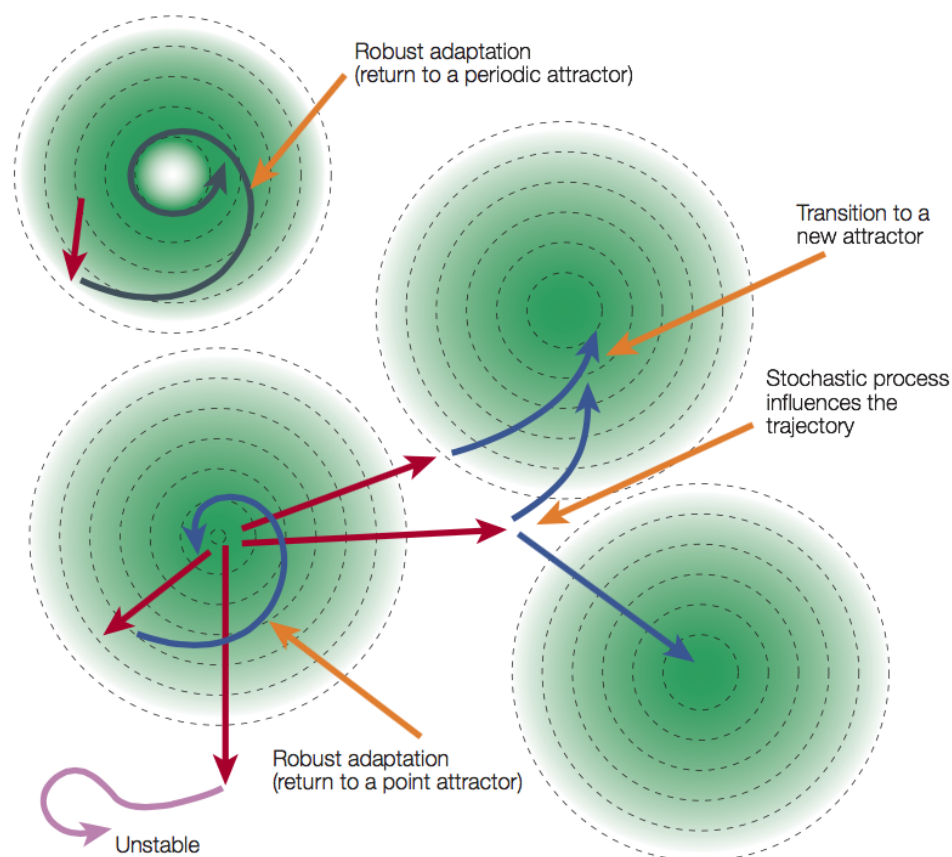 Robust adaptation
(return to a periodic attractor)
Transition to a
new attractor
Stochastic process
influences the
trajectory
Robust adaptation
(return to a point attractor)
Unstable